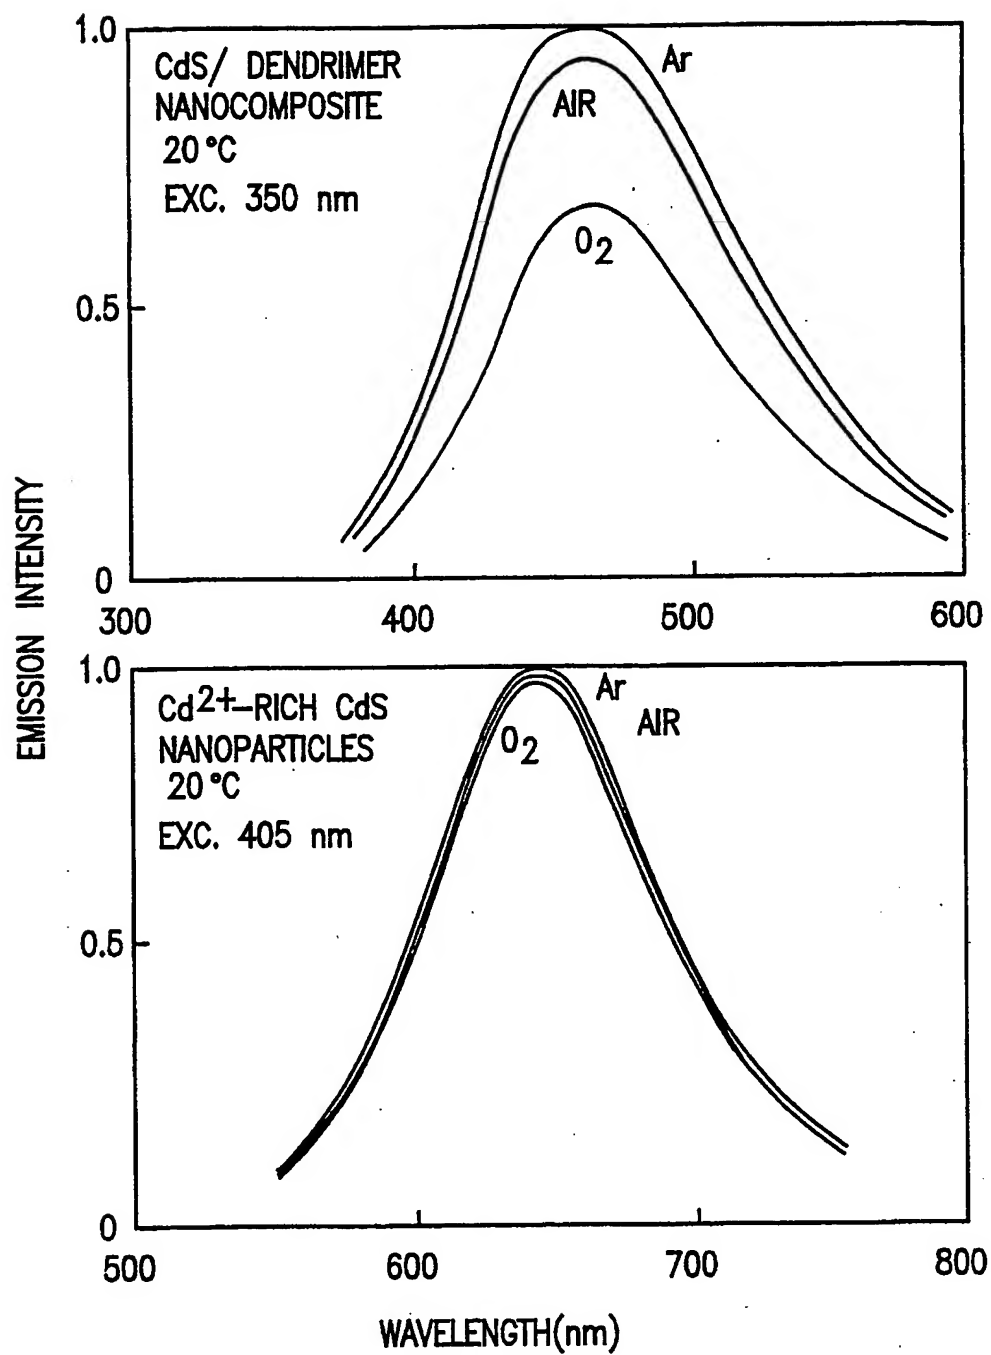 1.0
CdS/ DENDRIMER
NANOCOMPOSITE
20 °C
EXC. 350 nm
Ar
AIR
O2
0.5
0
300
400
500
600
EMISSION INTENSITY
1.0
Cd2+-RICH CdS
NANOPARTICLES
20 °C
EXC. 405 nm
Ar
AIR
O2
0.5
0
500
600
700
800
WAVELENGTH(nm)